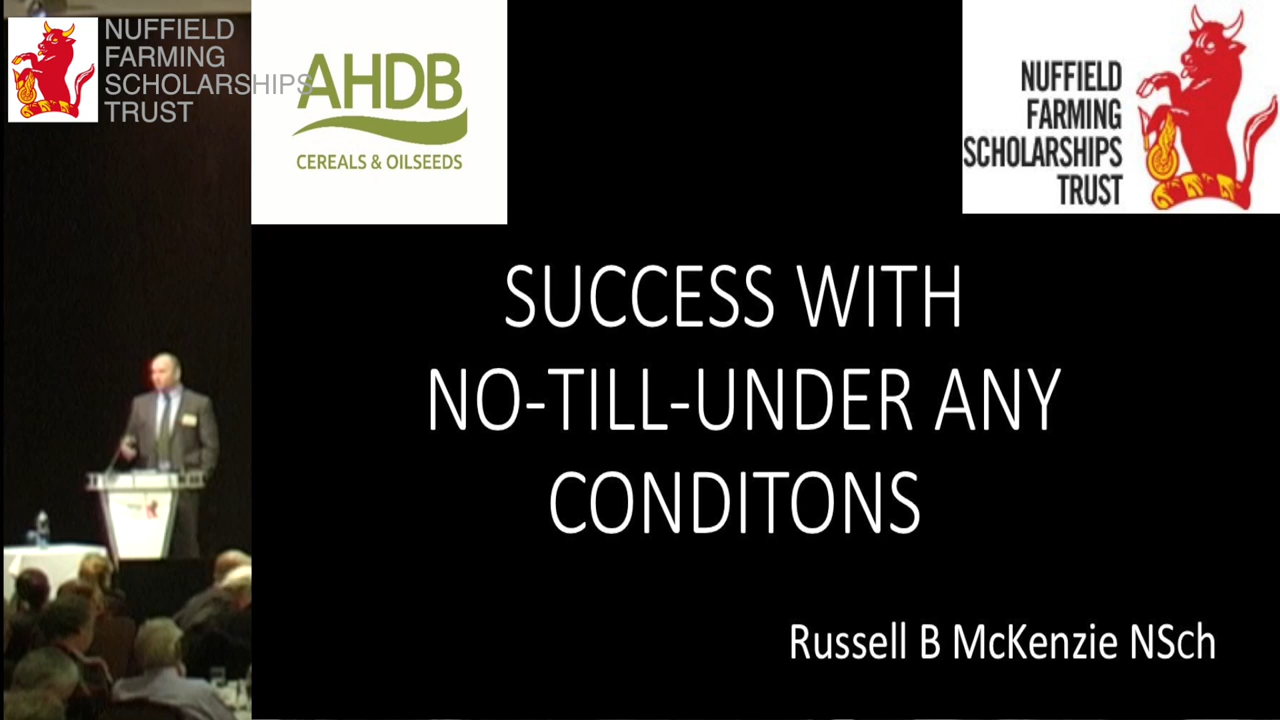 NUFFIELD
FARMING
SCHOLARSHIPS
TRUST
AHDB
CEREALS & OILSEEDS
NUFFIELD
FARMING
SCHOLARSHIPS
TRUST
SUCCESS WITH
NO-TILL-UNDER ANY
CONDITONS
Russell B McKenzie NSch